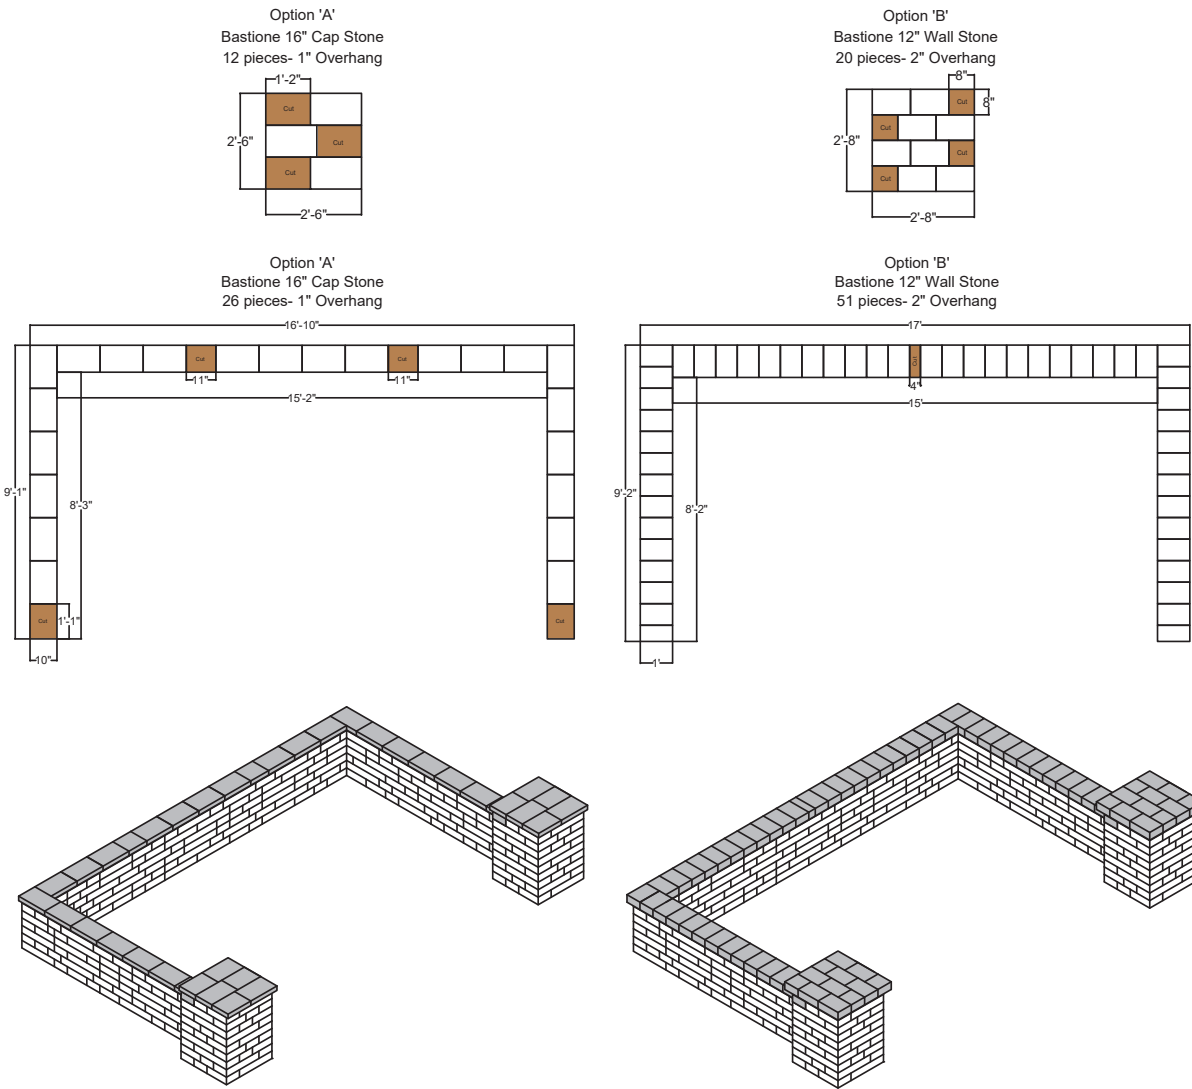 Option 'A'
Bastione 16" Cap Stone
12 pieces- 1" Overhang
1'-2"
Cut
2'-6"
Cut
Cut
2'-6"
Option 'B'
Bastione 12" Wall Stone
20 pieces- 2" Overhang
8"
Cut
8"
Cut
2'-8"
Cut
Cut
2'-8"
Option 'A'
Bastione 16" Cap Stone
26 pieces- 1" Overhang
16'-10"
Cut
Cut
11"
11"
15'-2"
9'-1"
8'-3"
Cut
1'-1"
Cut
10"
Option 'B'
Bastione 12" Wall Stone
51 pieces- 2" Overhang
17'
Cut
4"
15'
9'-2"
8'-2"
1'